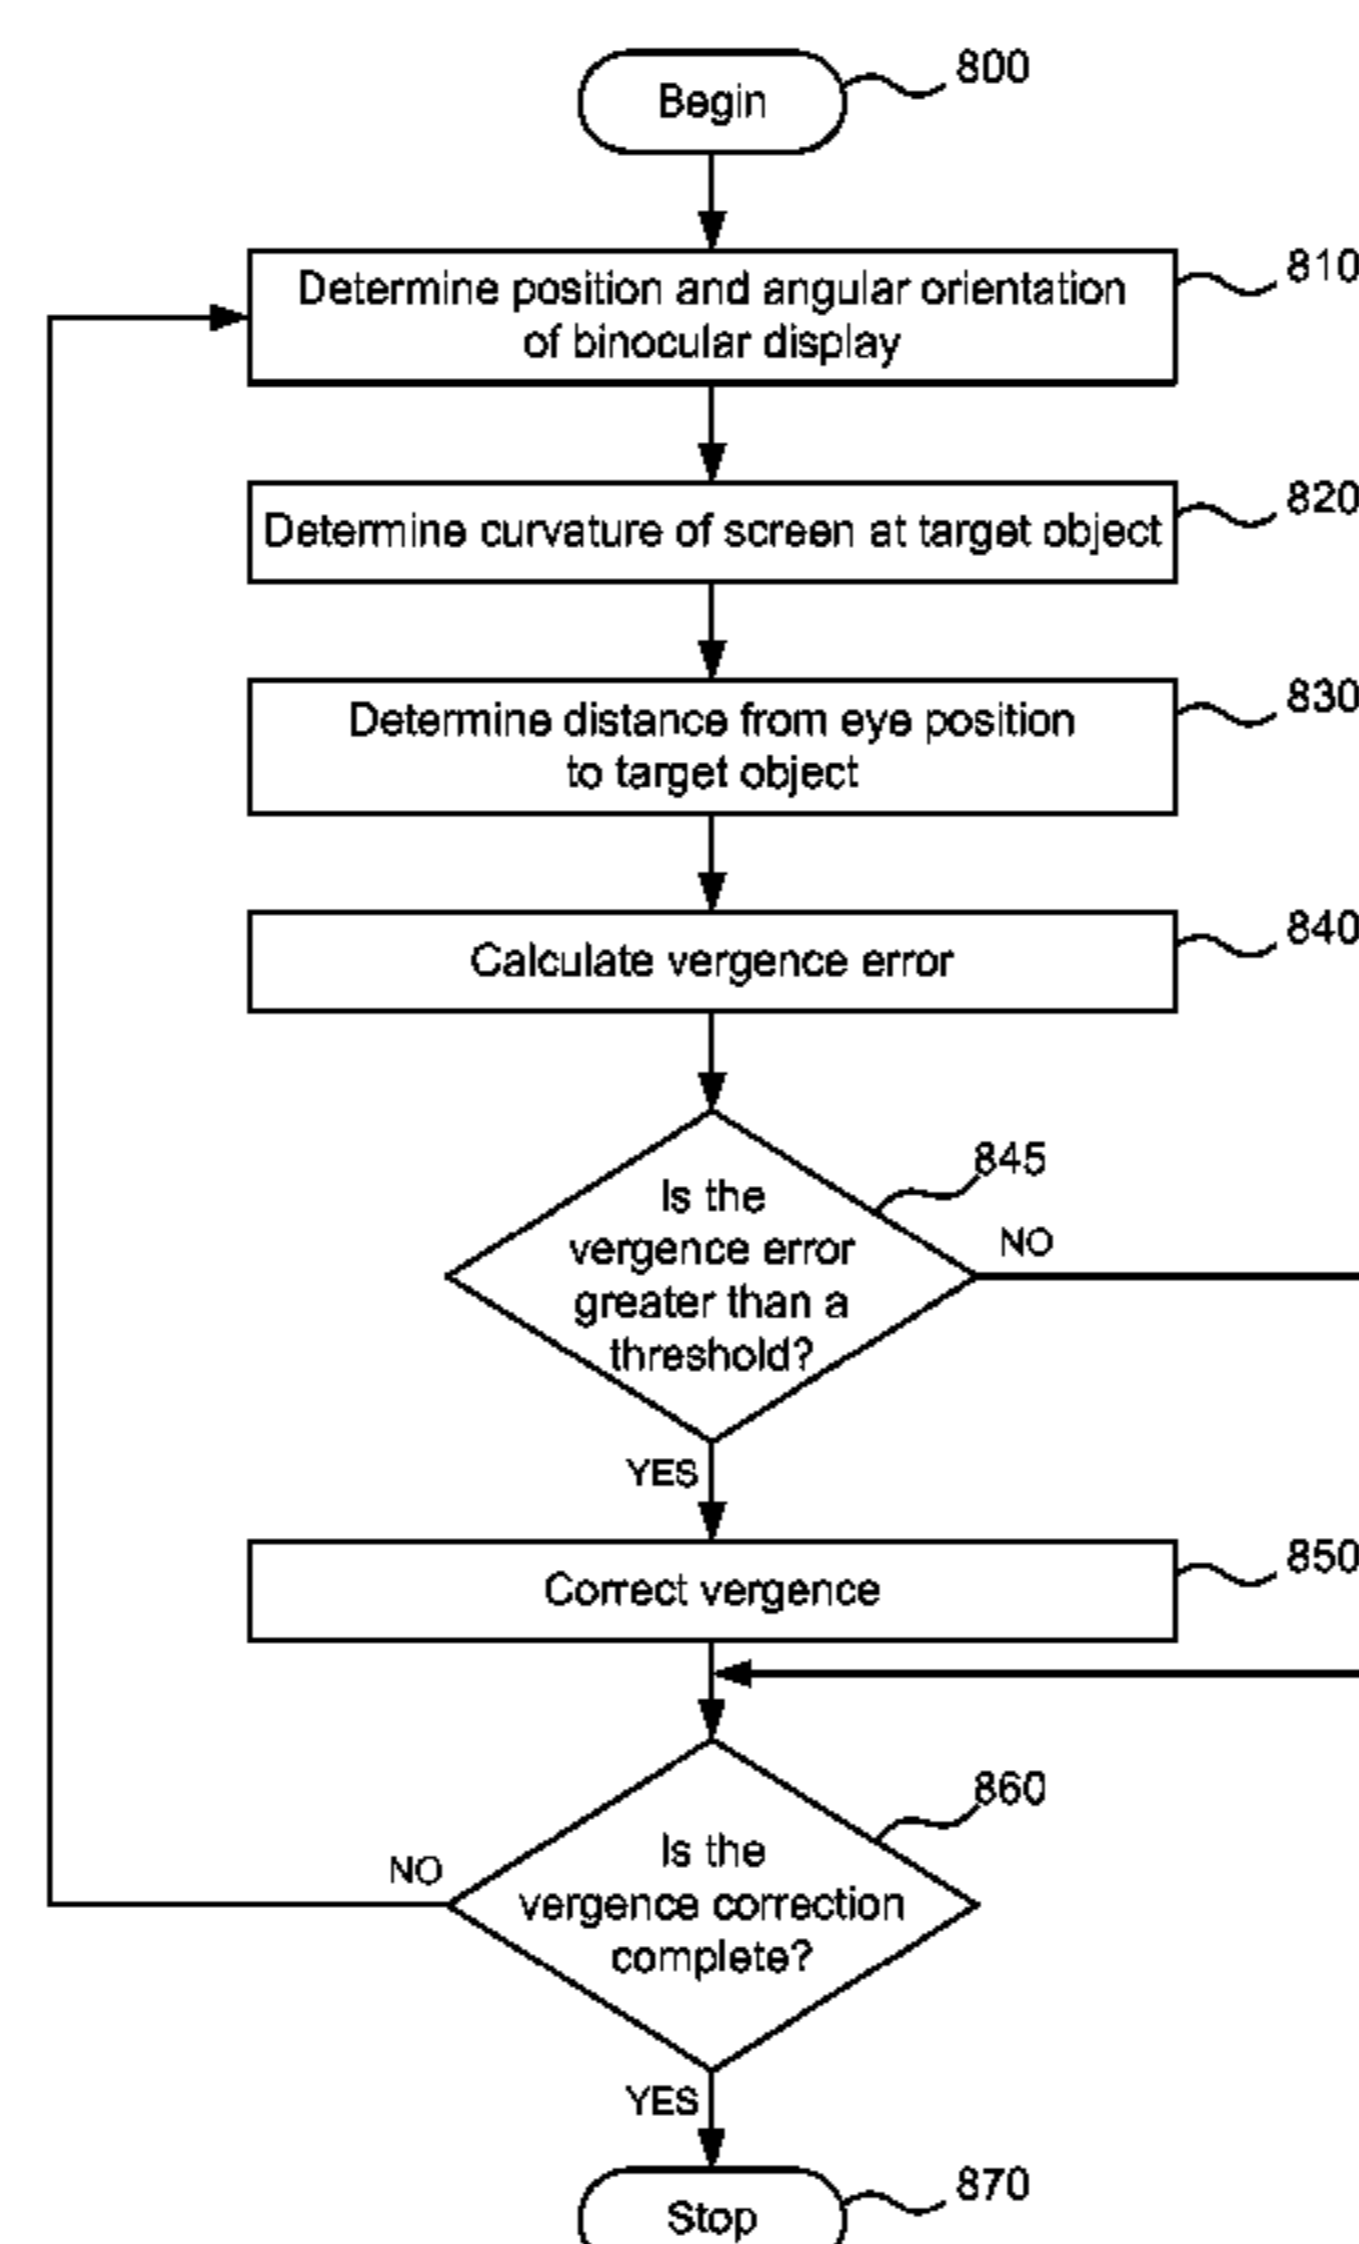 Begin
800
Determine position and angular orientation
of binocular display
810
Determine curvature of screen at target object
820
Determine distance from eye position
to target object
830
Calculate vergence error
840
Is the
vergence error
greater than a
threshold?
845
NO
YES
Correct vergence
850
Is the
vergence correction
complete?
860
NO
YES
Stop
870